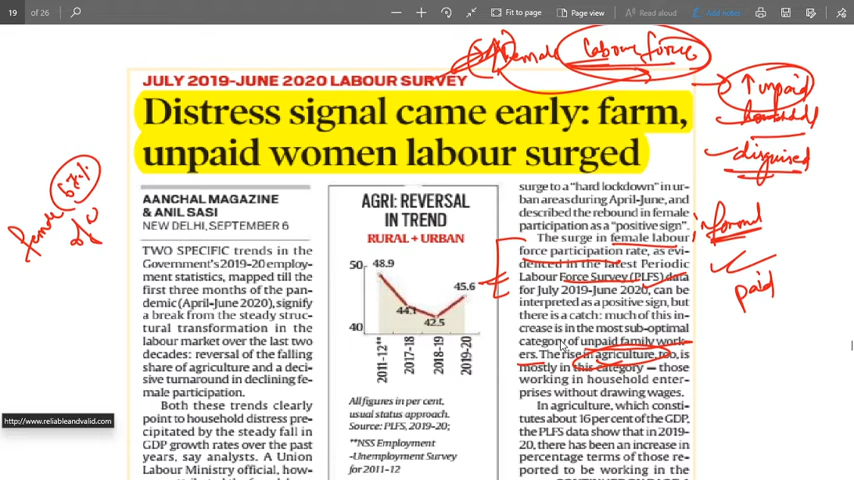 19 of 26
Fit to page
Page view
Read aloud
Add notes
female labour force
↑ unpaid
household
disguised
informal
paid
female
67%
JULY 2019-JUNE 2020 LABOUR SURVEY
Distress signal came early: farm,
unpaid women labour surged
AANCHAL MAGAZINE
& ANIL SASI
NEW DELHI, SEPTEMBER 6
TWO SPECIFIC trends in the
Government's 2019-20 employ-
ment statistics, mapped till the
first three months of the pan-
demic (April-June 2020), signify
a break from the steady struc-
tural transformation in the
labour market over the last two
decades: reversal of the falling
share of agriculture and a deci-
sive turnaround in declining fe-
male participation.
Both these trends clearly
point to household distress pre-
cipitated by the steady fall in
GDP growth rates over the past
years, say analysts. A Union
Labour Ministry official, how-
AGRI: REVERSAL
IN TREND
RURAL + URBAN
50
40
48.9
44.1
42.5
45.6
2011-12**
2017-18
2018-19
2019-20
All figures in per cent,
usual status approach.
Source: PLFS, 2019-20;
**NSS Employment
-Unemployment Survey
for 2011-12
surge to a "hard lockdown" in ur-
ban areas during April-June, and
described the rebound in female
participation as a "positive sign".
The surge in female labour
force participation rate, as evi-
denced in the latest Periodic
Labour Force Survey (PLFS) data
for July 2019-June 2020, can be
interpreted as a positive sign, but
there is a catch: much of this in-
crease is in the most sub-optimal
category of unpaid family work-
ers. The rise in agriculture, too, is
mostly in this category — those
working in household enter-
prises without drawing wages.
In agriculture, which consti-
tutes about 16 per cent of the GDP,
the PLFS data show that in 2019-
20, there has been an increase in
percentage terms of those re-
ported to be working in the
http://www.reliableandvalid.com